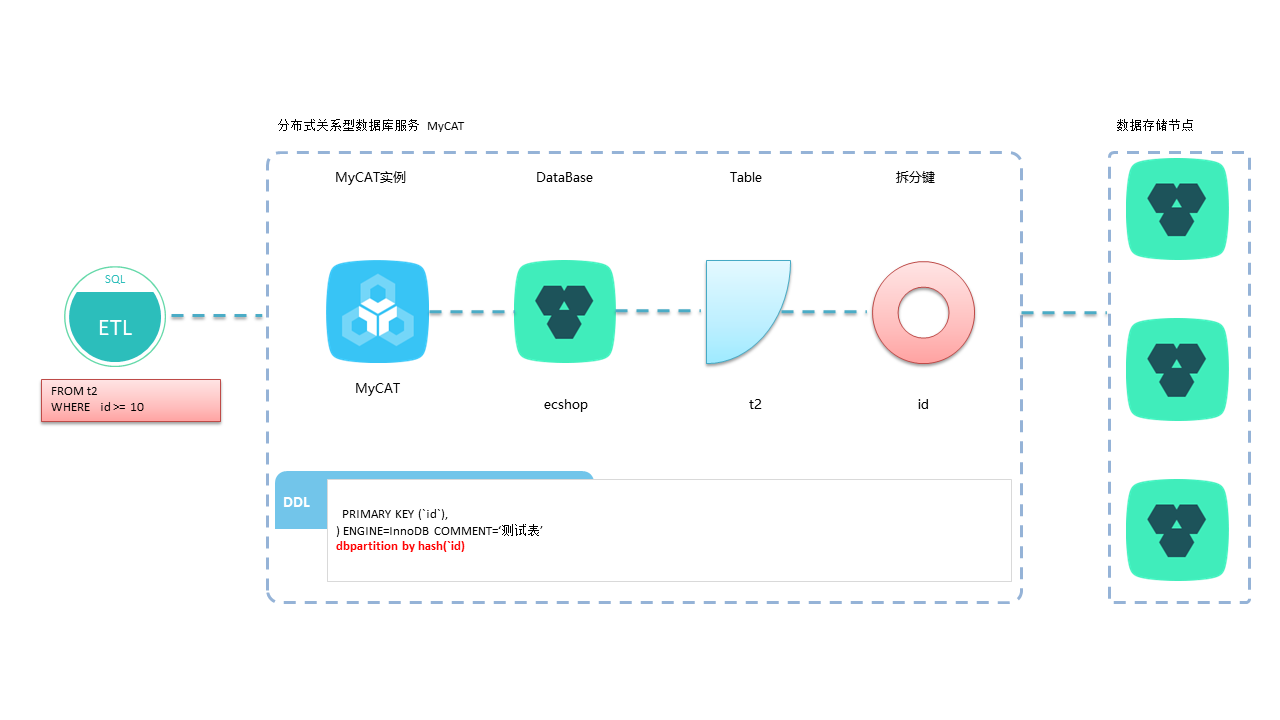 分布式关系型数据库服务 MyCAT
数据存储节点
MyCAT实例
DataBase
Table
拆分键
SQL
ETL
FROM t2
WHERE id >= 10
MyCAT
ecshop
t2
id
DDL
PRIMARY KEY (`id`),
) ENGINE=InnoDB COMMENT=‘测试表’
dbpartition by hash(`id)